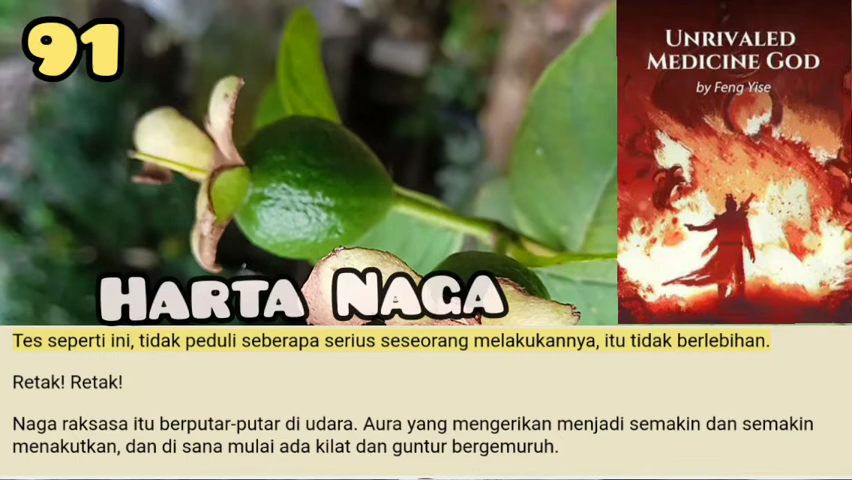 91
UNRIVALED
MEDICINE GOD
by Feng Yise
HARTA NAGA
Tes seperti ini, tidak peduli seberapa serius seseorang melakukannya, itu tidak berlebihan.
Retak! Retak!
Naga raksasa itu berputar-putar di udara. Aura yang mengerikan menjadi semakin dan semakin
menakutkan, dan di sana mulai ada kilat dan guntur bergemuruh.